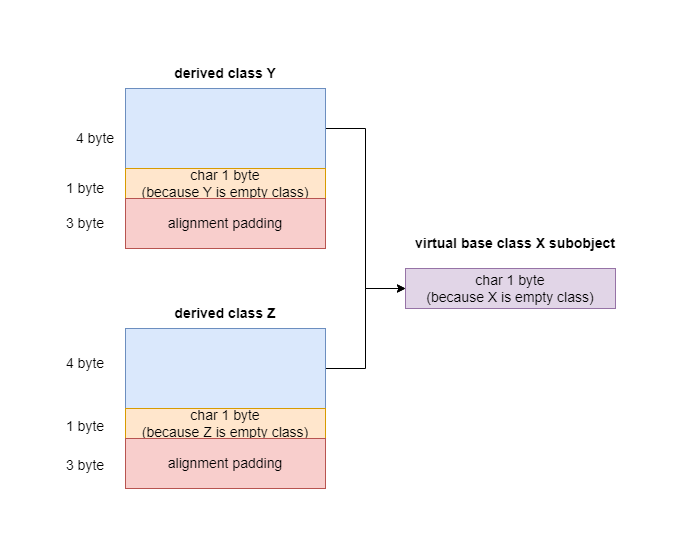 derived class Y
4 byte
char 1 byte
1 byte
(because Y is empty class)
3 byte
alignment padding
virtual base class X subobject
char 1 byte
(because X is empty class)
derived class Z
4 byte
char 1 byte
1 byte
(because Z is empty class)
3 byte
alignment padding